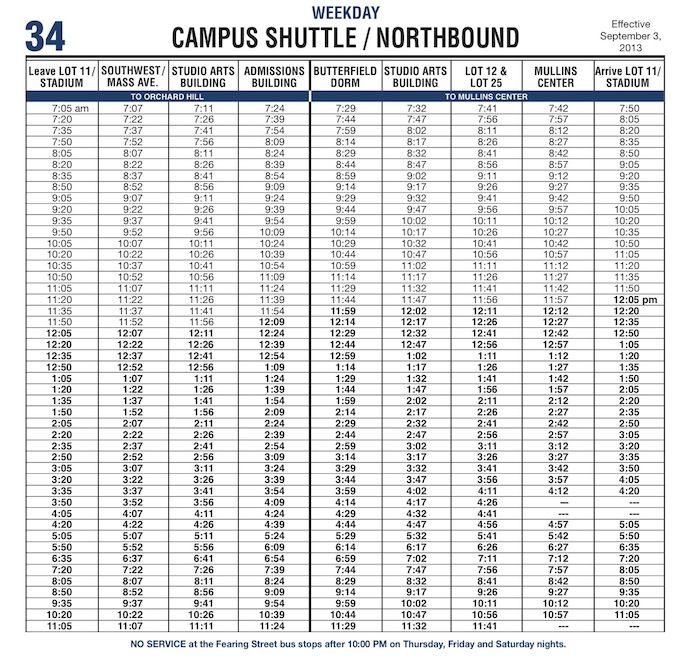 34
WEEKDAY
CAMPUS SHUTTLE / NORTHBOUND
Effective
September 3,
2013
Leave LOT 11/ STADIUM SOUTHWEST/ MASS AVE. STUDIO ARTS BUILDING ADMISSIONS BUILDING BUTTERFIELD DORM STUDIO ARTS BUILDING LOT 12 & LOT 25 MULLINS CENTER Arrive LOT 11/ STADIUM
TO ORCHARD HILL TO MULLINS CENTER
7:05 am 7:07 7:11 7:24 7:29 7:32 7:41 7:42 7:50
7:20 7:22 7:26 7:39 7:44 7:47 7:56 7:57 8:05
7:35 7:37 7:41 7:54 7:59 8:02 8:11 8:12 8:20
7:50 7:52 7:56 8:09 8:14 8:17 8:26 8:27 8:35
8:05 8:07 8:11 8:24 8:29 8:32 8:41 8:42 8:50
8:20 8:22 8:26 8:39 8:44 8:47 8:56 8:57 9:05
8:35 8:37 8:41 8:54 8:59 9:02 9:11 9:12 9:20
8:50 8:52 8:56 9:09 9:14 9:17 9:26 9:27 9:35
9:05 9:07 9:11 9:24 9:29 9:32 9:41 9:42 9:50
9:20 9:22 9:26 9:39 9:44 9:47 9:56 9:57 10:05
9:35 9:37 9:41 9:54 9:59 10:02 10:11 10:12 10:20
9:50 9:52 9:56 10:09 10:14 10:17 10:26 10:27 10:35
10:05 10:07 10:11 10:24 10:29 10:32 10:41 10:42 10:50
10:20 10:22 10:26 10:39 10:44 10:47 10:56 10:57 11:05
10:35 10:37 10:41 10:54 10:59 11:02 11:11 11:12 11:20
10:50 10:52 10:56 11:09 11:14 11:17 11:26 11:27 11:35
11:05 11:07 11:11 11:24 11:29 11:32 11:41 11:42 11:50
11:20 11:22 11:26 11:39 11:44 11:47 11:56 11:57 12:05 pm
11:35 11:37 11:41 11:54 11:59 12:02 12:11 12:12 12:20
11:50 11:52 11:56 12:09 12:14 12:17 12:26 12:27 12:35
12:05 12:07 12:11 12:24 12:29 12:32 12:41 12:42 12:50
12:20 12:22 12:26 12:39 12:44 12:47 12:56 12:57 1:05
12:35 12:37 12:41 12:54 12:59 1:02 1:11 1:12 1:20
12:50 12:52 12:56 1:09 1:14 1:17 1:26 1:27 1:35
1:05 1:07 1:11 1:24 1:29 1:32 1:41 1:42 1:50
1:20 1:22 1:26 1:39 1:44 1:47 1:56 1:57 2:05
1:35 1:37 1:41 1:54 1:59 2:02 2:11 2:12 2:20
1:50 1:52 1:56 2:09 2:14 2:17 2:26 2:27 2:35
2:05 2:07 2:11 2:24 2:29 2:32 2:41 2:42 2:50
2:20 2:22 2:26 2:39 2:44 2:47 2:56 2:57 3:05
2:35 2:37 2:41 2:54 2:59 3:02 3:11 3:12 3:20
2:50 2:52 2:56 3:09 3:14 3:17 3:26 3:27 3:35
3:05 3:07 3:11 3:24 3:29 3:32 3:41 3:42 3:50
3:20 3:22 3:26 3:39 3:44 3:47 3:56 3:57 4:05
3:35 3:37 3:41 3:54 3:59 4:02 4:11 4:12 4:20
3:50 3:52 3:56 4:09 4:14 4:17 4:26 --- ---
4:05 4:07 4:11 4:24 4:29 4:32 4:41 --- ---
4:20 4:22 4:26 4:39 4:44 4:47 4:56 4:57 5:05
5:05 5:07 5:11 5:24 5:29 5:32 5:41 5:42 5:50
5:50 5:52 5:56 6:09 6:14 6:17 6:26 6:27 6:35
6:35 6:37 6:41 6:54 6:59 7:02 7:11 7:12 7:20
7:20 7:22 7:26 7:39 7:44 7:47 7:56 7:57 8:05
8:05 8:07 8:11 8:24 8:29 8:32 8:41 8:42 8:50
8:50 8:52 8:56 9:09 9:14 9:17 9:26 9:27 9:35
9:35 9:37 9:41 9:54 9:59 10:02 10:11 10:12 10:20
10:20 10:22 10:26 10:39 10:44 10:47 10:56 10:57 11:05
11:05 11:07 11:11 11:24 11:29 11:32 11:41 --- ---
NO SERVICE at the Fearing Street bus stops after 10:00 PM on Thursday, Friday and Saturday nights.